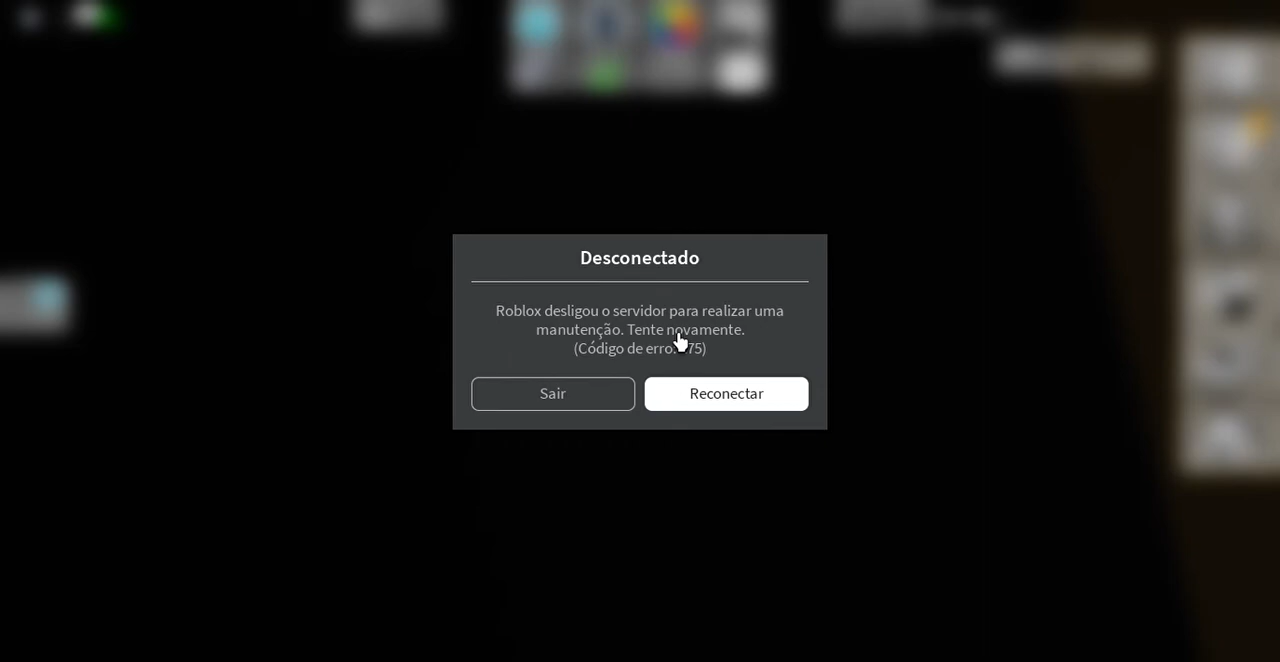 Desconectado
Roblox desligou o servidor para realizar uma
manutenção. Tente novamente.
(Código de erro:
Sair
Reconectar